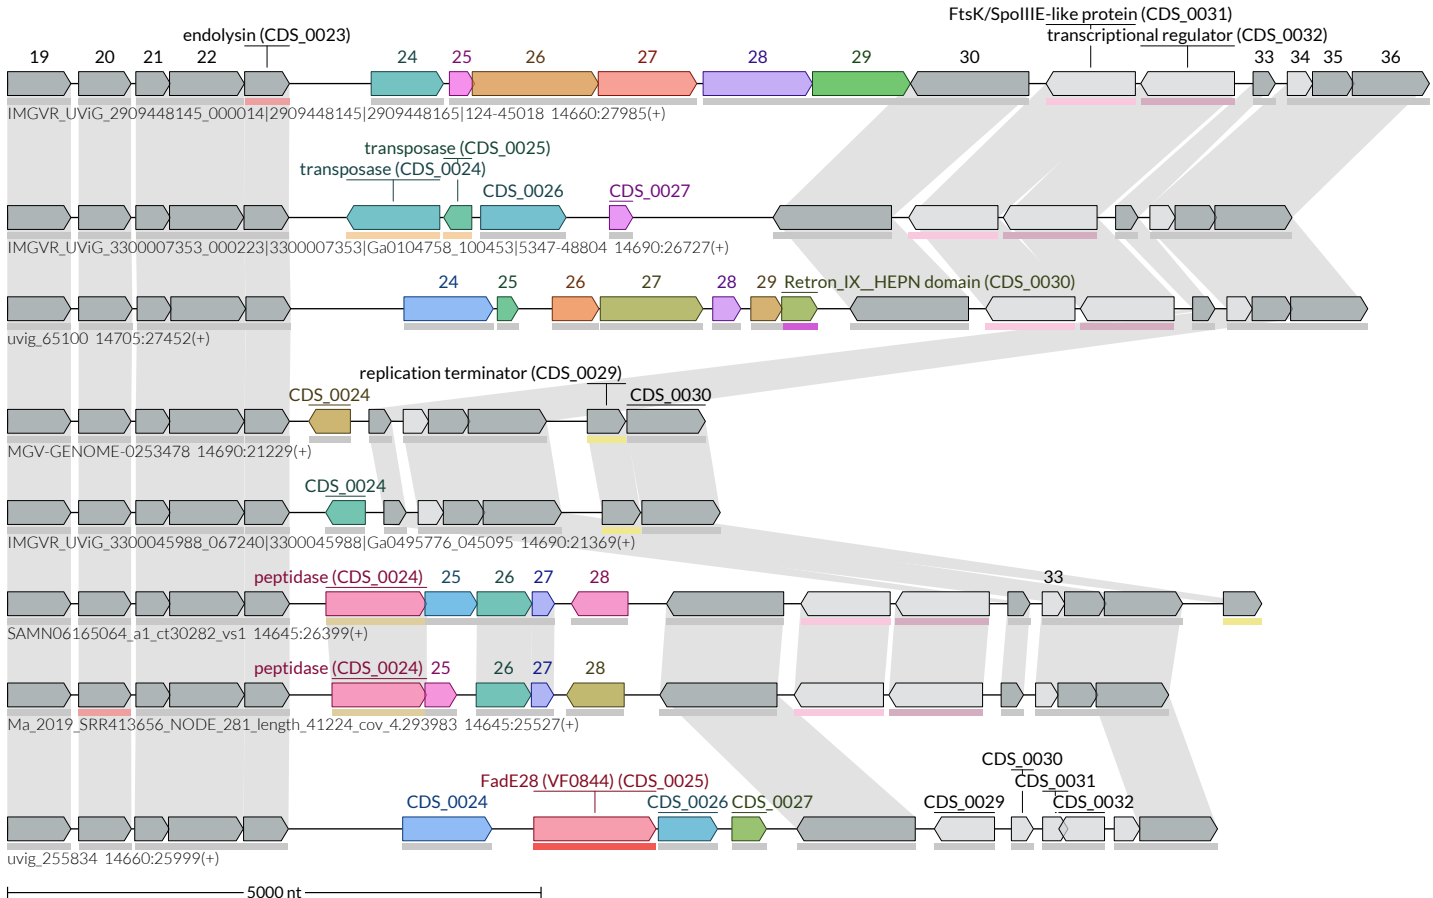 FtsK/SpoIIIE-like protein (CDS_0031)
endolysin (CDS_0023)
transcriptional regulator (CDS_0032)
19 20 21 22 24 25 26 27 28 29 30 33 34 35 36
IMGVR_UViG_2909448145_000014|2909448145|2909448165|124-45018 14660:27985(+)
transposase (CDS_0025)
transposase (CDS_0024)
CDS_0026 CDS_0027
IMGVR_UViG_3300007353_000223|3300007353|Ga0104758_100453|5347-48804 14690:26727(+)
24 25 26 27 28 29 Retron_IX__HEPN domain (CDS_0030)
uvig_65100 14705:27452(+)
replication terminator (CDS_0029)
CDS_0024 CDS_0030
MGV-GENOME-0253478 14690:21229(+)
CDS_0024
IMGVR_UViG_3300045988_067240|3300045988|Ga0495776_045095 14690:21369(+)
peptidase (CDS_0024) 25 26 27 28 33
SAMN06165064_a1_ct30282_vs1 14645:26399(+)
peptidase (CDS_0024) 25 26 27 28
Ma_2019_SRR413656_NODE_281_length_41224_cov_4.293983 14645:25527(+)
CDS_0030
FadE28 (VF0844) (CDS_0025) CDS_0031
CDS_0024 CDS_0026 CDS_0027 CDS_0029 CDS_0032
uvig_255834 14660:25999(+)
5000 nt